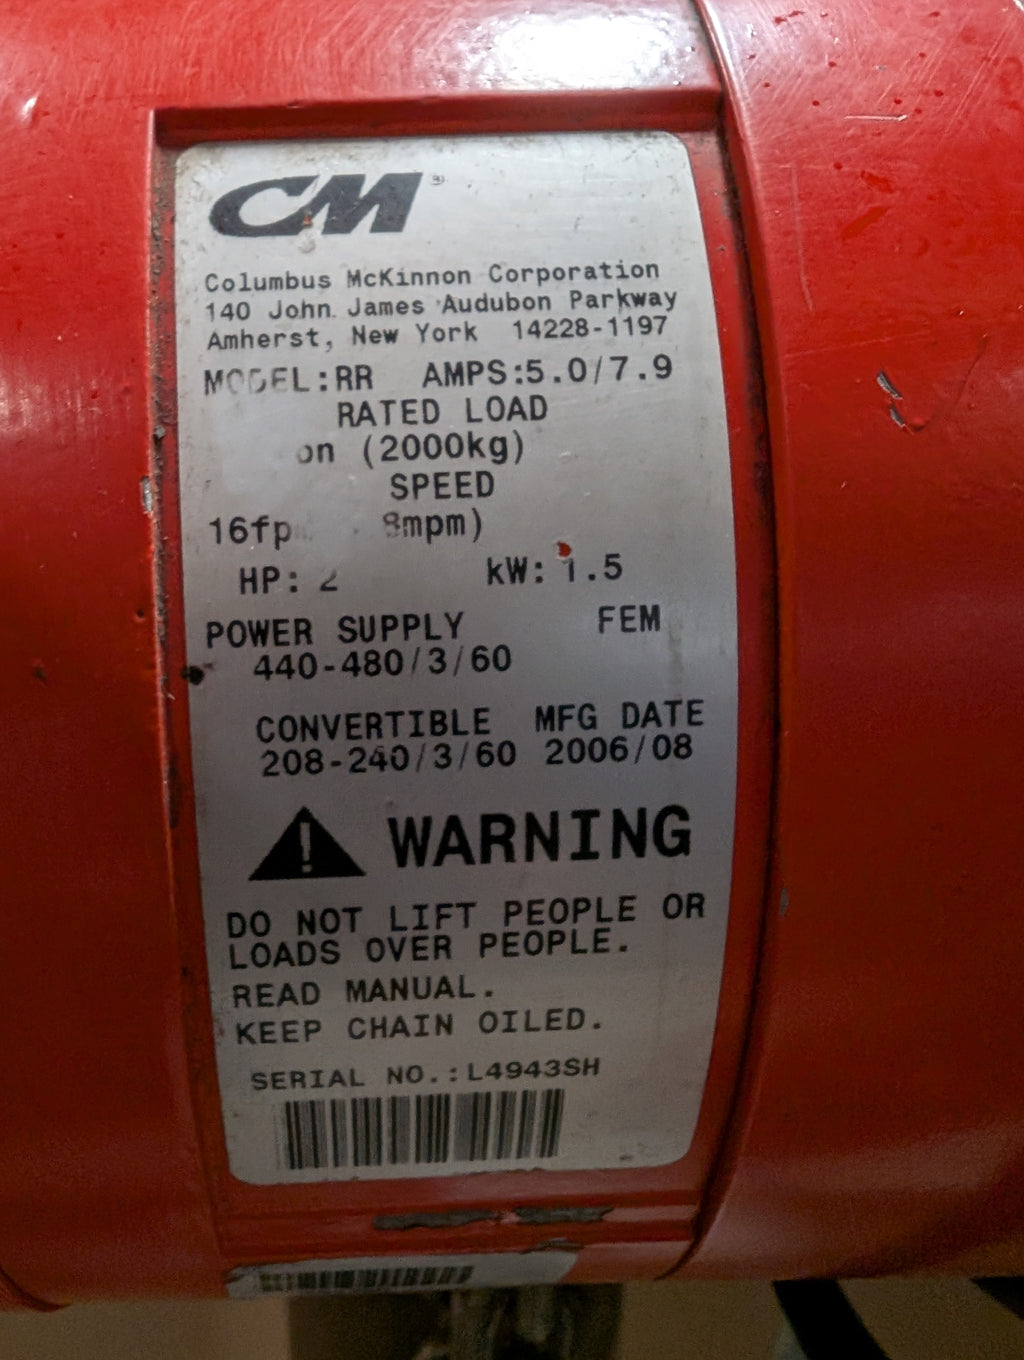 CM®
Columbus McKinnon Corporation
140 John James Audubon Parkway
Amherst, New York 14228-1197
MODEL:RR AMPS:5.0/7.9
RATED LOAD
(2000kg)
SPEED
HP: 2 kW: 1.5
POWER SUPPLY FEM
440-480/3/60
CONVERTIBLE MFG DATE
208-240/3/60 2006/08
WARNING
DO NOT LIFT PEOPLE OR
LOADS OVER PEOPLE.
READ MANUAL.
KEEP CHAIN OILED.
SERIAL NO.:L4943SH